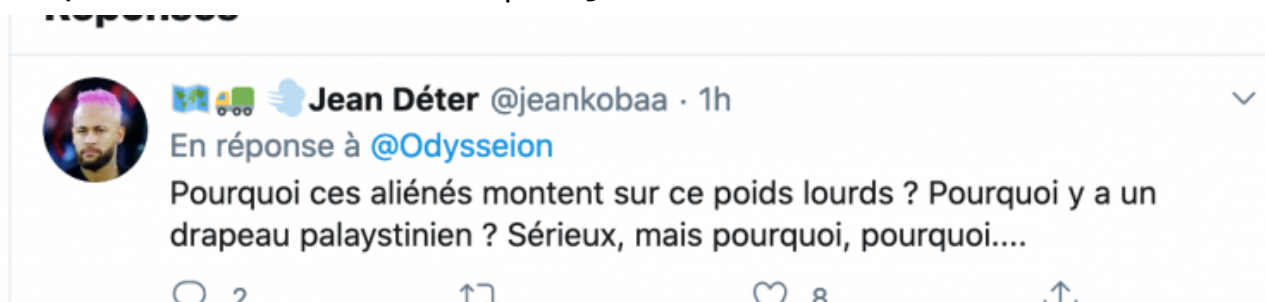 Réponses
🗺️🚛 💨Jean Déter @jeankobaa · 1h
En réponse à @Odysseion
Pourquoi ces aliénés montent sur ce poids lourds ? Pourquoi y a un
drapeau palaystinien ? Sérieux, mais pourquoi, pourquoi....
2 8